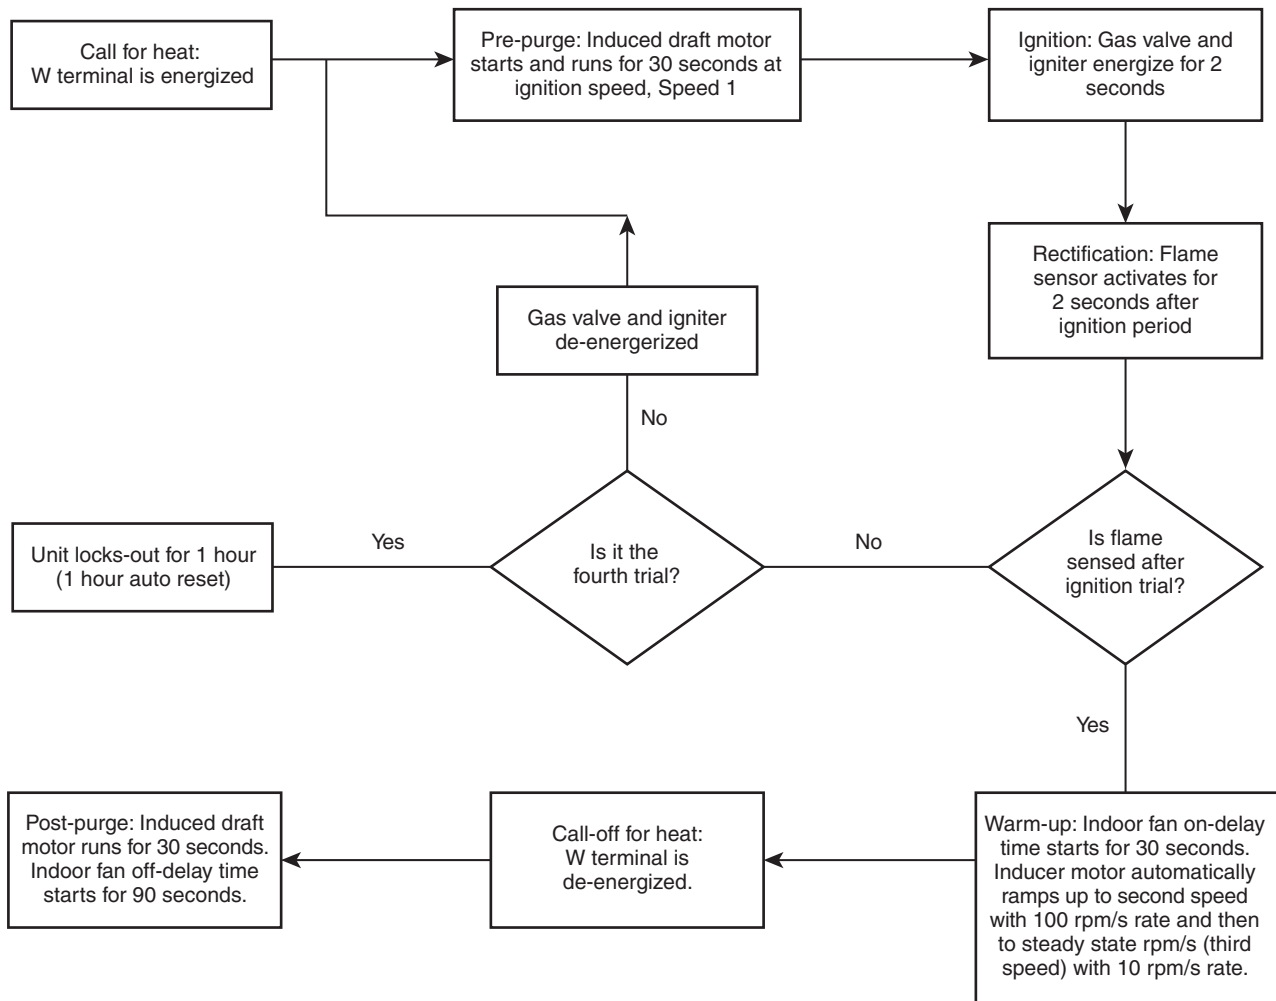 Call for heat:
W terminal is energized
Pre-purge: Induced draft motor
starts and runs for 30 seconds at
ignition speed, Speed 1
Ignition: Gas valve and
igniter energize for 2
seconds
Rectification: Flame
sensor activates for
2 seconds after
ignition period
Gas valve and igniter
de-energerized
No
Is flame
sensed after
ignition trial?
No
Is it the
fourth trial?
Yes
Unit locks-out for 1 hour
(1 hour auto reset)
Yes
Warm-up: Indoor fan on-delay
time starts for 30 seconds.
Inducer motor automatically
ramps up to second speed
with 100 rpm/s rate and then
to steady state rpm/s (third
speed) with 10 rpm/s rate.
Call-off for heat:
W terminal is
de-energized.
Post-purge: Induced draft
motor runs for 30 seconds.
Indoor fan off-delay time
starts for 90 seconds.